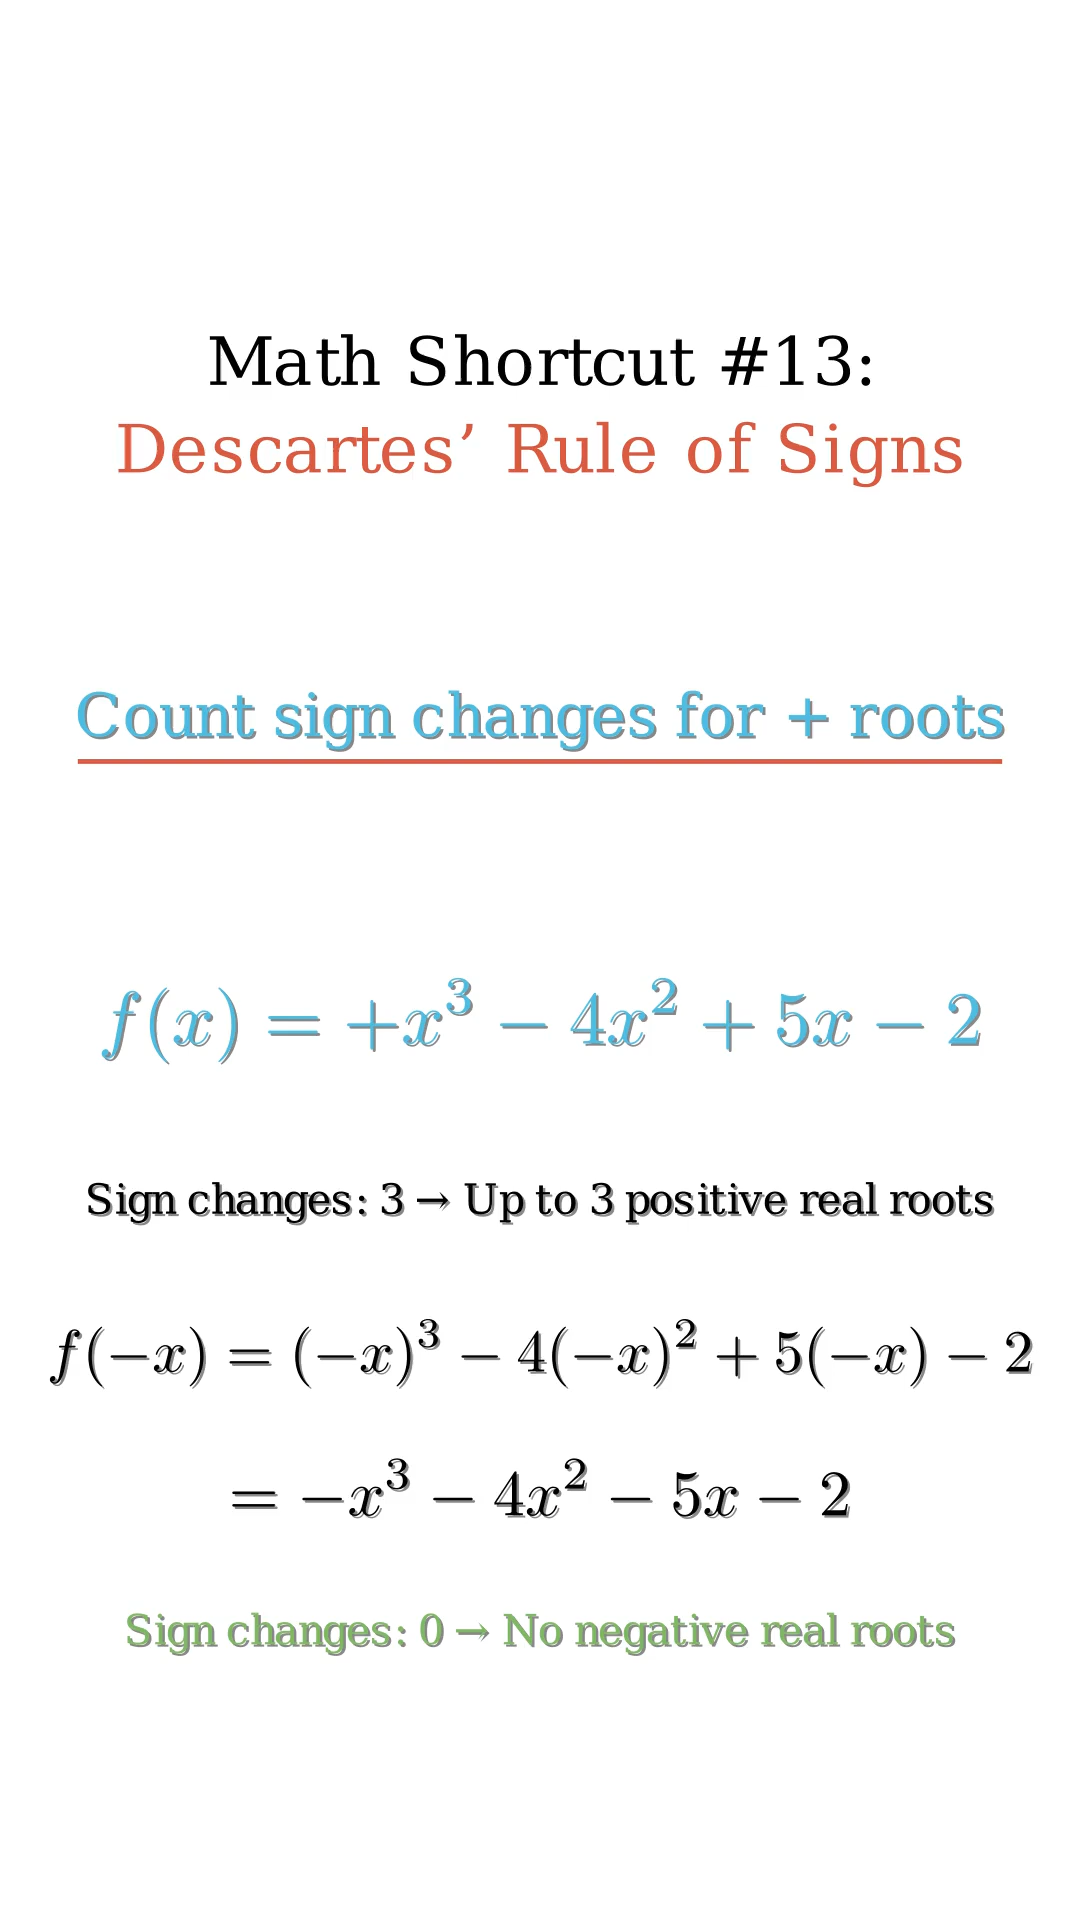 Math Shortcut #13:
Descartes’ Rule of Signs
Count sign changes for + roots
f(x) = +x³ − 4x² + 5x − 2
Sign changes: 3 → Up to 3 positive real roots
f(−x) = (−x)³ − 4(−x)² + 5(−x) − 2
= −x³ − 4x² − 5x − 2
Sign changes: 0 → No negative real roots